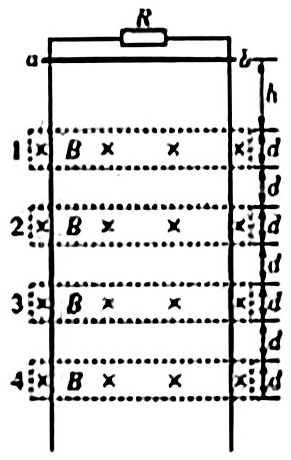 R
a b
h
1 × B × × × d
d
2 × B × × × d
d
3 × B × × × d
d
4 × B × × × d